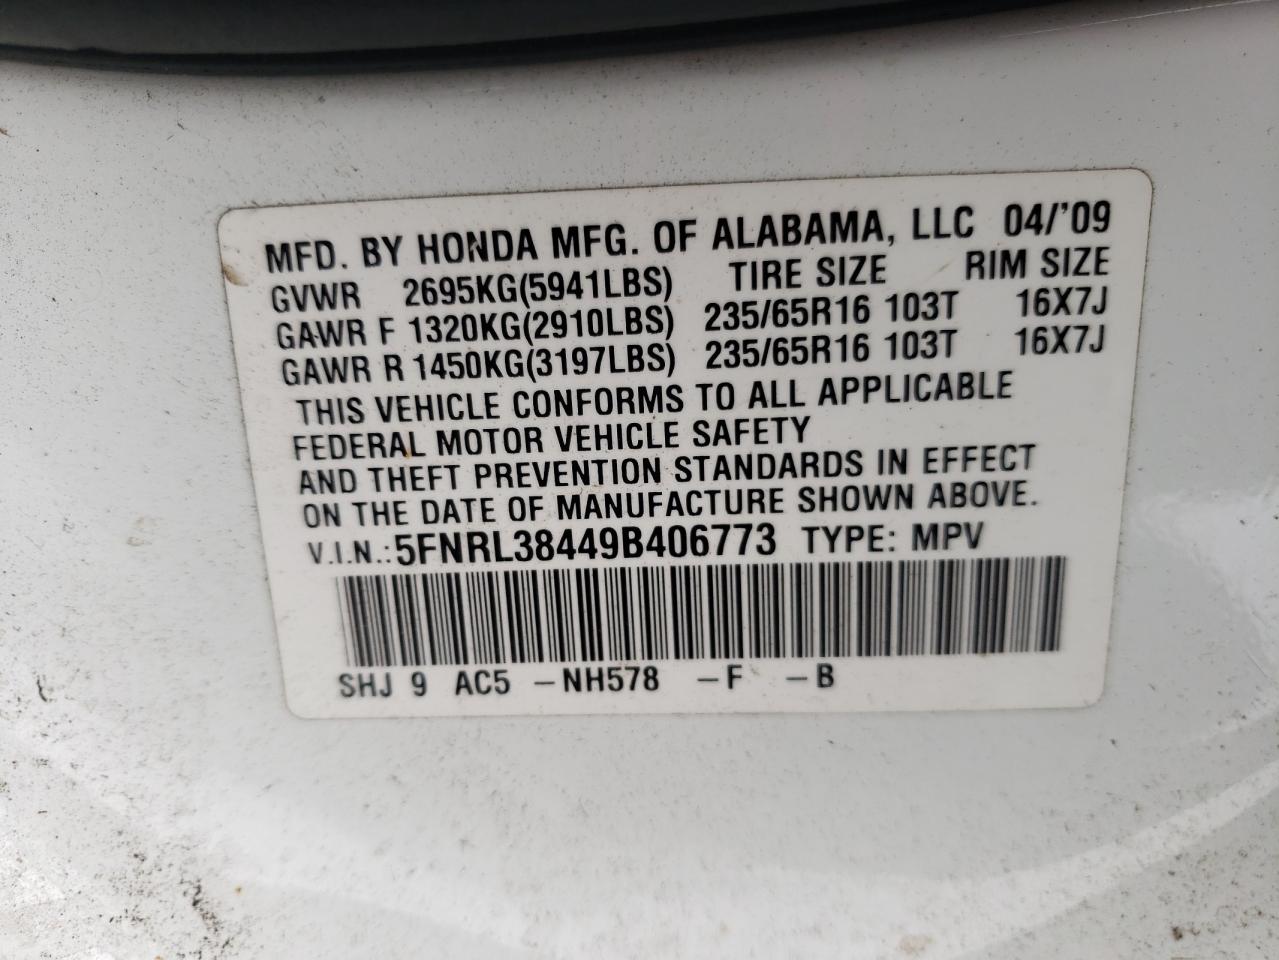 MFD. BY HONDA MFG. OF ALABAMA, LLC 04/'09
GVWR 2695KG(5941LBS) TIRE SIZE RIM SIZE
GAWR F 1320KG(2910LBS) 235/65R16 103T 16X7J
GAWR R 1450KG(3197LBS) 235/65R16 103T 16X7J
THIS VEHICLE CONFORMS TO ALL APPLICABLE
FEDERAL MOTOR VEHICLE SAFETY
AND THEFT PREVENTION STANDARDS IN EFFECT
ON THE DATE OF MANUFACTURE SHOWN ABOVE.
V.I.N.: 5FNRL38449B406773 TYPE: MPV
SHJ 9 AC5 -NH578 -F -B